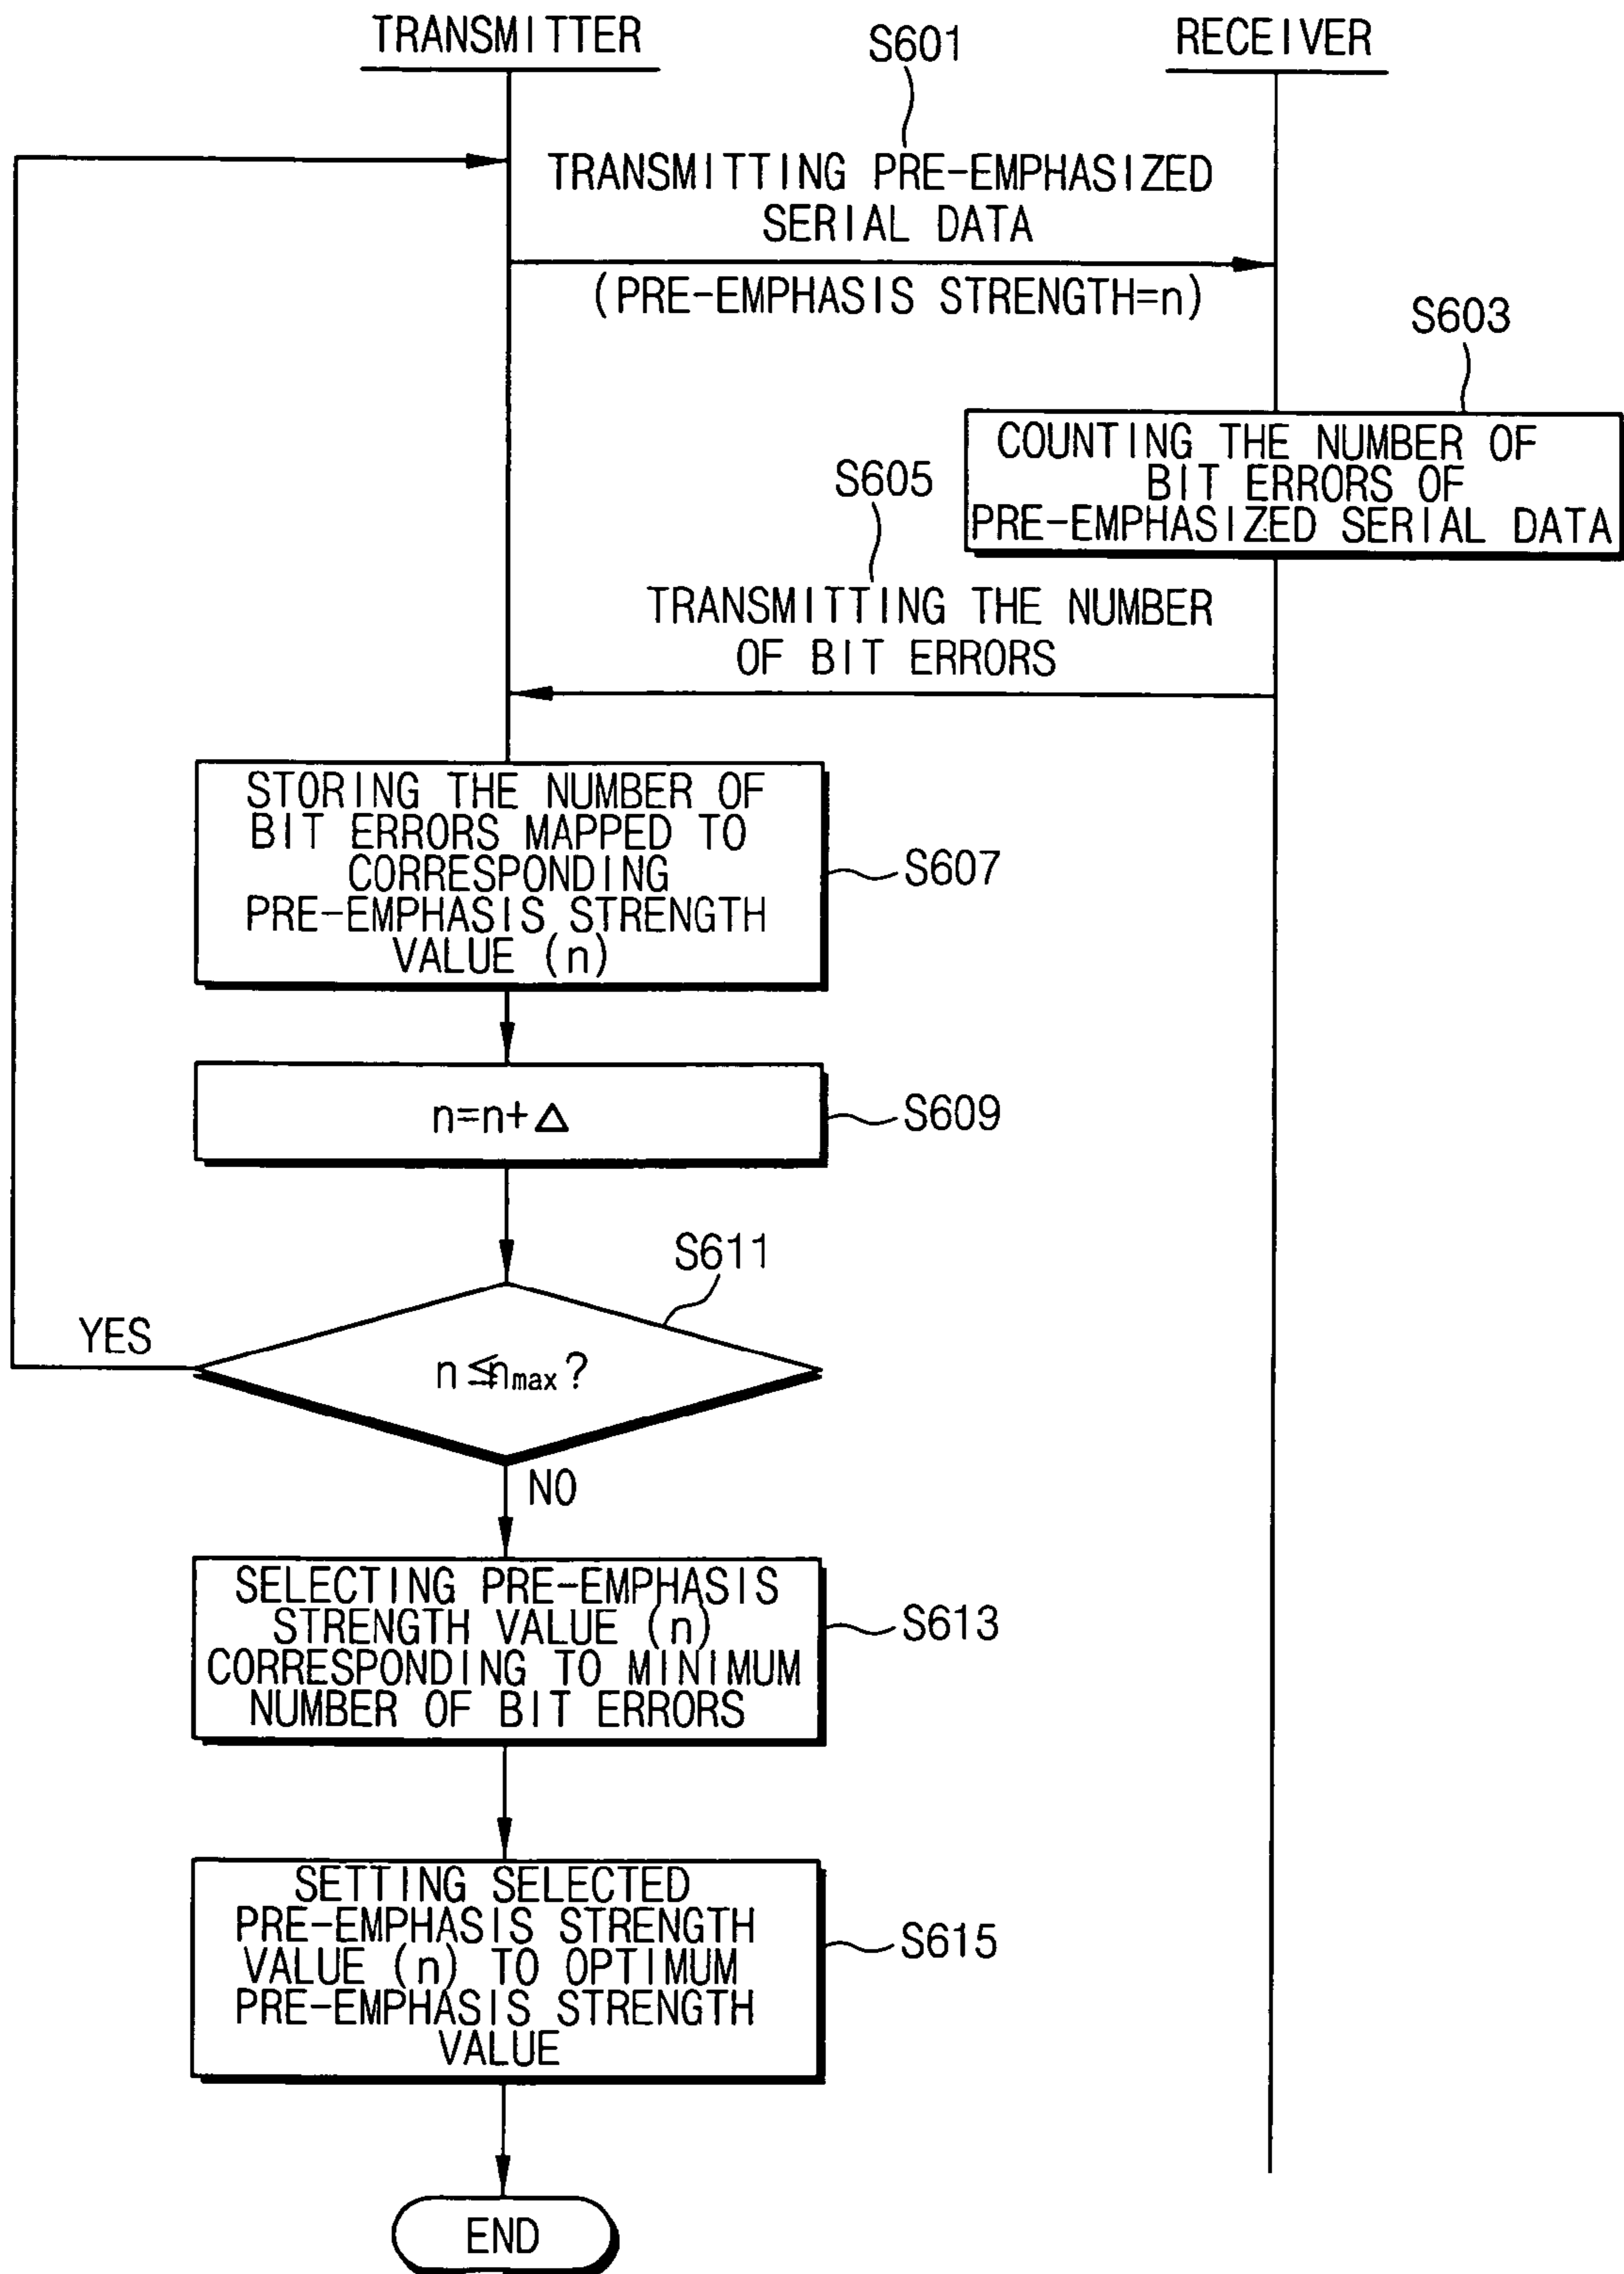 TRANSMITTER
S601
RECEIVER
TRANSMITTING PRE-EMPHASIZED
SERIAL DATA
(PRE-EMPHASIS STRENGTH=n)
S603
COUNTING THE NUMBER OF
BIT ERRORS OF
PRE-EMPHASIZED SERIAL DATA
S605
TRANSMITTING THE NUMBER
OF BIT ERRORS
STORING THE NUMBER OF
BIT ERRORS MAPPED TO
CORRESPONDING
PRE-EMPHASIS STRENGTH
VALUE (n)
S607
n=n+△
S609
S611
YES
n≦nmax?
NO
SELECTING PRE-EMPHASIS
STRENGTH VALUE (n)
CORRESPONDING TO MINIMUM
NUMBER OF BIT ERRORS
S613
SETTING SELECTED
PRE-EMPHASIS STRENGTH
VALUE (n) TO OPTIMUM
PRE-EMPHASIS STRENGTH
VALUE
S615
END